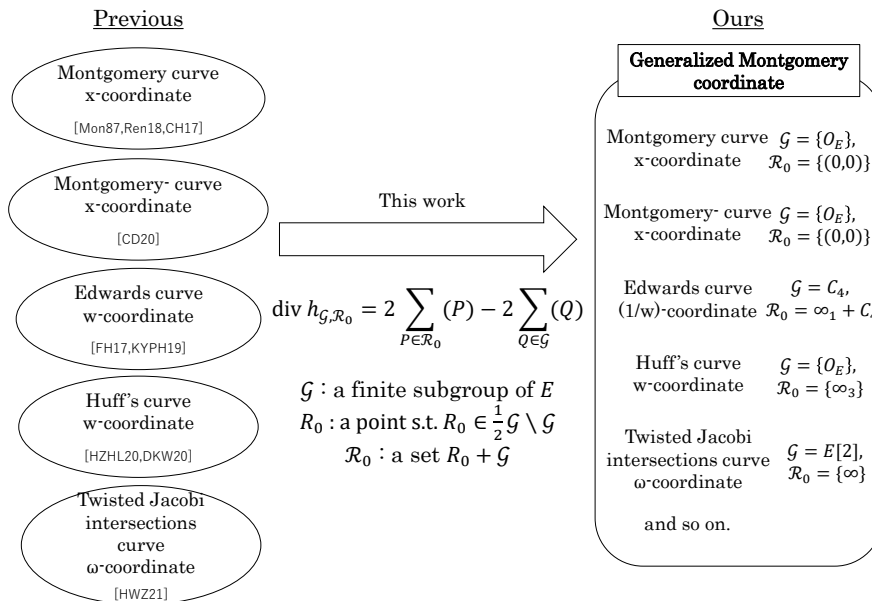 Previous
Montgomery curve
x-coordinate
[Mon87,Ren18,CH17]
Montgomery- curve
x-coordinate
[CD20]
Edwards curve
w-coordinate
[FH17,KYPH19]
Huff's curve
w-coordinate
[HZHL20,DKW20]
Twisted Jacobi
intersections
curve
ω-coordinate
[HWZ21]
This work
div h_{𝒢,ℛ₀} = 2 ∑_{P∈ℛ₀} (P) − 2 ∑_{Q∈𝒢} (Q)
𝒢 : a finite subgroup of E
R₀ : a point s.t. R₀ ∈ ½𝒢 \ 𝒢
ℛ₀ : a set R₀ + 𝒢
Ours
Generalized Montgomery
coordinate
Montgomery curve 𝒢 = {O_E},
x-coordinate ℛ₀ = {(0,0)}
Montgomery- curve 𝒢 = {O_E},
x-coordinate ℛ₀ = {(0,0)}
Edwards curve 𝒢 = C₄,
(1/w)-coordinate ℛ₀ = ∞₁ + C
Huff's curve 𝒢 = {O_E},
w-coordinate ℛ₀ = {∞₃}
Twisted Jacobi
intersections curve
ω-coordinate
𝒢 = E[2],
ℛ₀ = {∞}
and so on.